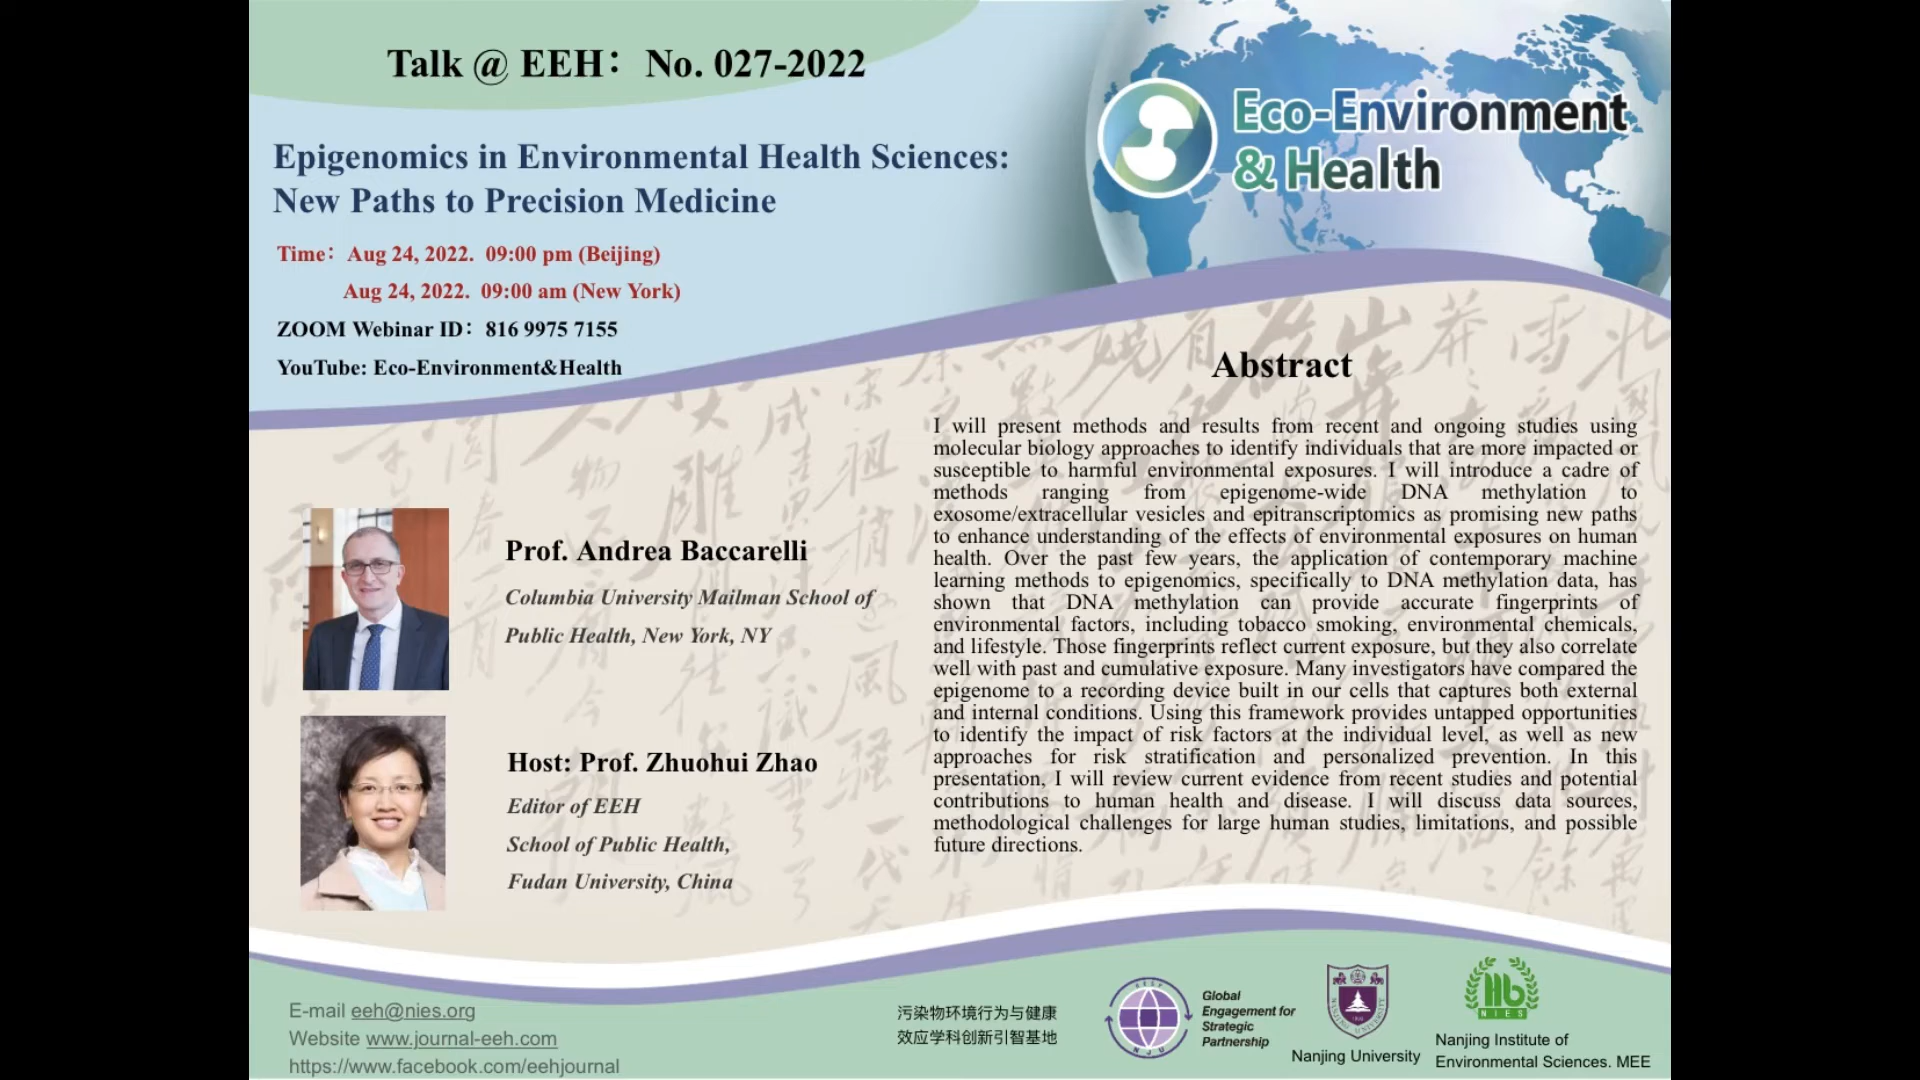 Talk @ EEH：No. 027-2022
Eco-Environment
& Health
Epigenomics in Environmental Health Sciences:
New Paths to Precision Medicine
Time：Aug 24, 2022. 09:00 pm (Beijing)
Aug 24, 2022. 09:00 am (New York)
ZOOM Webinar ID：816 9975 7155
YouTube: Eco-Environment&Health
Prof. Andrea Baccarelli
Columbia University Mailman School of
Public Health, New York, NY
Host: Prof. Zhuohui Zhao
Editor of EEH
School of Public Health,
Fudan University, China
Abstract
I will present methods and results from recent and ongoing studies using
molecular biology approaches to identify individuals that are more impacted or
susceptible to harmful environmental exposures. I will introduce a cadre of
methods ranging from epigenome-wide DNA methylation to
exosome/extracellular vesicles and epitranscriptomics as promising new paths
to enhance understanding of the effects of environmental exposures on human
health. Over the past few years, the application of contemporary machine
learning methods to epigenomics, specifically to DNA methylation data, has
shown that DNA methylation can provide accurate fingerprints of
environmental factors, including tobacco smoking, environmental chemicals,
and lifestyle. Those fingerprints reflect current exposure, but they also correlate
well with past and cumulative exposure. Many investigators have compared the
epigenome to a recording device built in our cells that captures both external
and internal conditions. Using this framework provides untapped opportunities
to identify the impact of risk factors at the individual level, as well as new
approaches for risk stratification and personalized prevention. In this
presentation, I will review current evidence from recent studies and potential
contributions to human health and disease. I will discuss data sources,
methodological challenges for large human studies, limitations, and possible
future directions.
E-mail eeh@nies.org
Website www.journal-eeh.com
https://www.facebook.com/eehjournal
污染物环境行为与健康
效应学科创新引智基地
Global
Engagement for
Strategic
Partnership
NJU
Nanjing University
NIES
Nanjing Institute of
Environmental Sciences. MEE